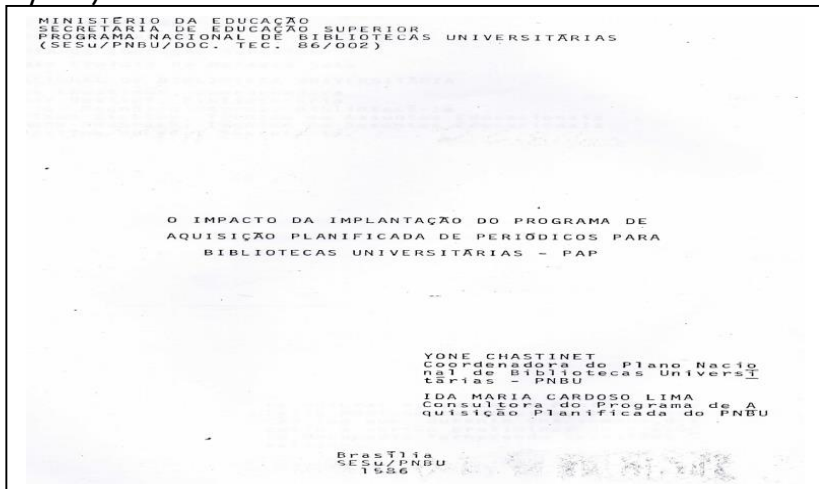 MINISTÉRIO DA EDUCAÇÃO
SECRETARIA DE EDUCAÇÃO SUPERIOR
PROGRAMA NACIONAL DE BIBLIOTECAS UNIVERSITÁRIAS
(SESu/PNBU/DOC. TEC. 86/002)
O IMPACTO DA IMPLANTAÇÃO DO PROGRAMA DE
AQUISIÇÃO PLANIFICADA DE PERIÓDICOS PARA
BIBLIOTECAS UNIVERSITÁRIAS - PAP
YONE CHASTINET
Coordenadora do Plano Nacio
nal de Bibliotecas Universi
tárias - PNBU
IDA MARIA CARDOSO LIMA
Consultora do Programa de A
quisição Planificada do PNBU
Brasília
SESu/PNBU
1986